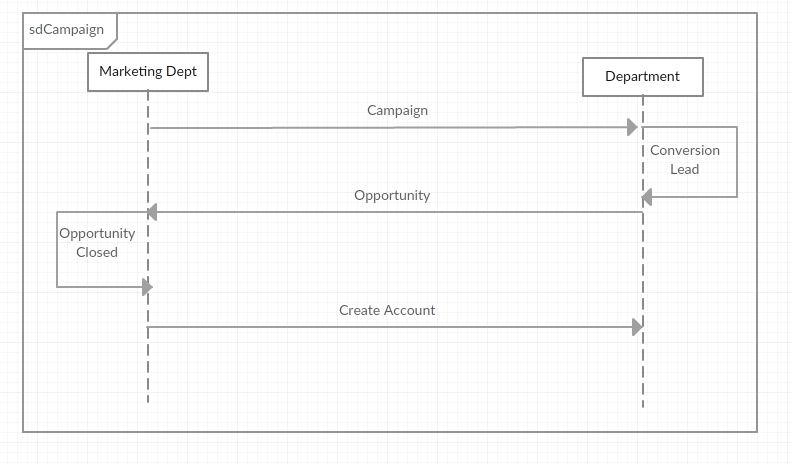 sdCampaign
Marketing Dept
Department
Campaign
Conversion
Lead
Opportunity
Opportunity
Closed
Create Account